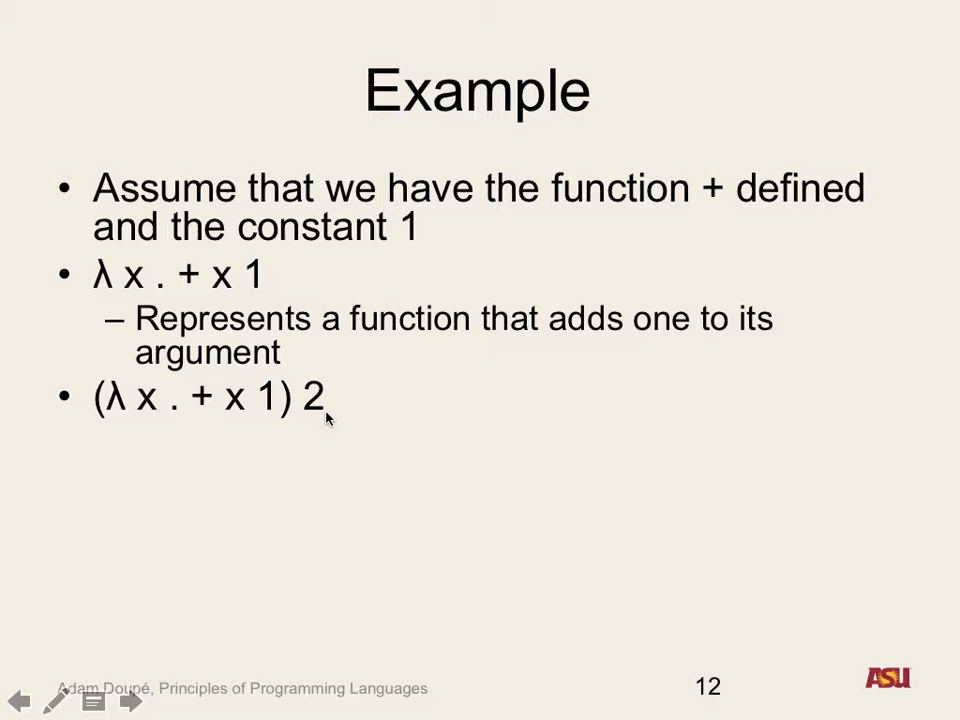 Example
• Assume that we have the function + defined
and the constant 1
• λ x . + x 1
– Represents a function that adds one to its
argument
• (λ x . + x 1) 2
Adam Doupé, Principles of Programming Languages
12
ASU